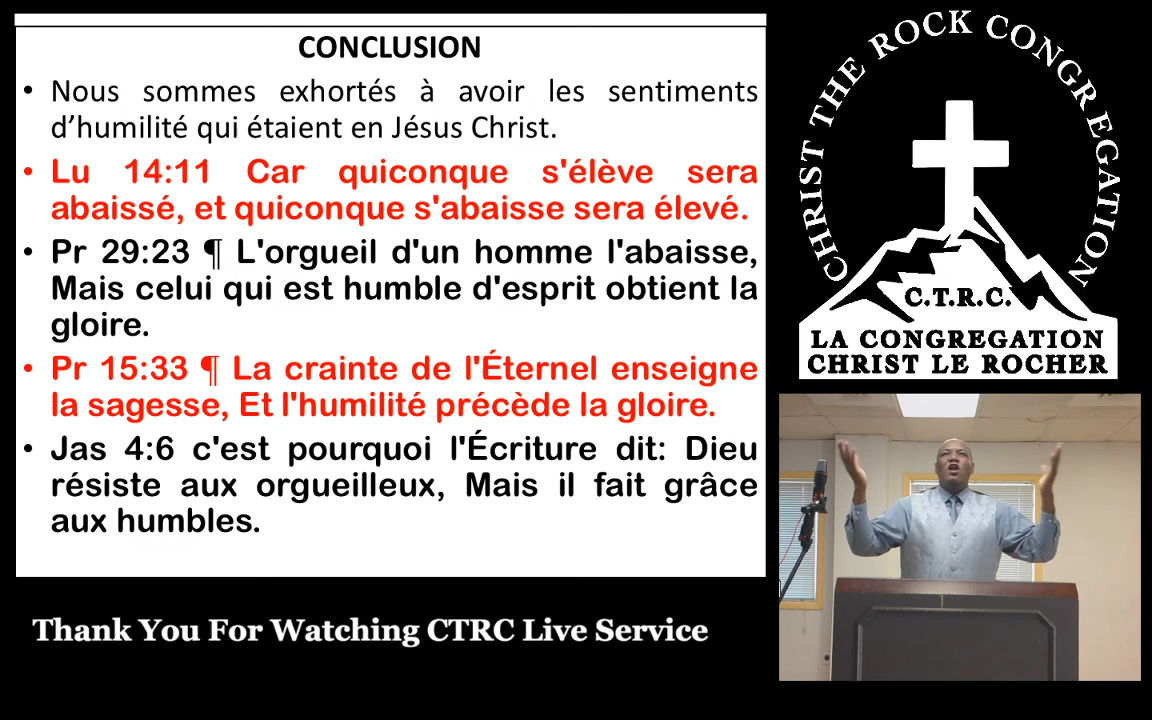 CONCLUSION
• Nous sommes exhortés à avoir les sentiments
d’humilité qui étaient en Jésus Christ.
• Lu 14:11 Car quiconque s'élève sera
abaissé, et quiconque s'abaisse sera élevé.
• Pr 29:23 ¶ L'orgueil d'un homme l'abaisse,
Mais celui qui est humble d'esprit obtient la
gloire.
• Pr 15:33 ¶ La crainte de l'Éternel enseigne
la sagesse, Et l'humilité précède la gloire.
• Jas 4:6 c'est pourquoi l'Écriture dit: Dieu
résiste aux orgueilleux, Mais il fait grâce
aux humbles.
Thank You For Watching CTRC Live Service
CHRIST THE ROCK CONGREGATION
C.T.R.C.
LA CONGREGATION
CHRIST LE ROCHER